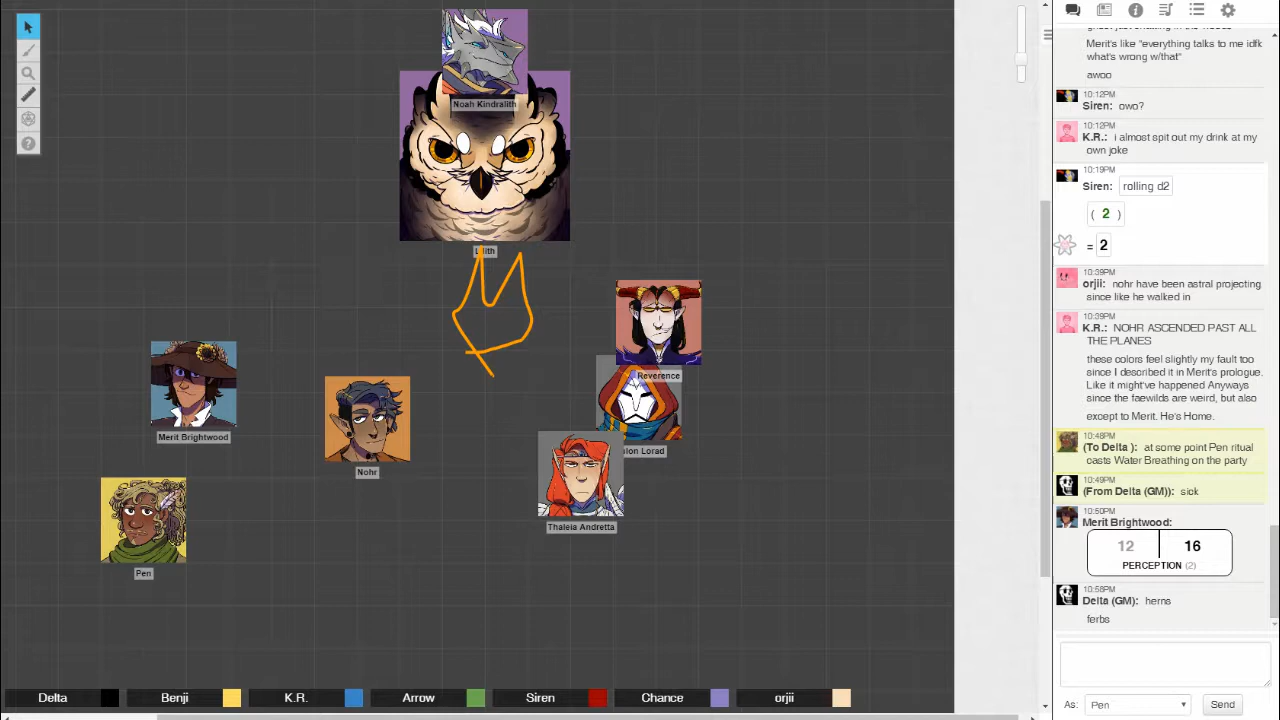 Noah Kindralith
Lilith
Reverence
Merit Brightwood
Nohr
lon Lorad
Thaleia Andretta
Pen
Delta
Benji
K.R.
Arrow
Siren
Chance
orjii
Merit's like "everything talks to me idfk
what's wrong w/that"
awoo
10:12PM
Siren: owo?
10:12PM
K.R.: i almost spit out my drink at my
own joke
10:19PM
Siren: rolling d2
( 2 )
= 2
10:39PM
orjii: nohr have been astral projecting
since like he walked in
10:39PM
K.R.: NOHR ASCENDED PAST ALL
THE PLANES
these colors feel slightly my fault too
since I described it in Merit's prologue.
Like it might've happened Anyways
since the faewilds are weird, but also
except to Merit. He's Home.
10:48PM
(To Delta ): at some point Pen ritual
casts Water Breathing on the party
10:49PM
(From Delta (GM)): sick
10:50PM
Merit Brightwood:
12 16
PERCEPTION (2)
10:58PM
Delta (GM): herns
ferbs
As: Pen Send